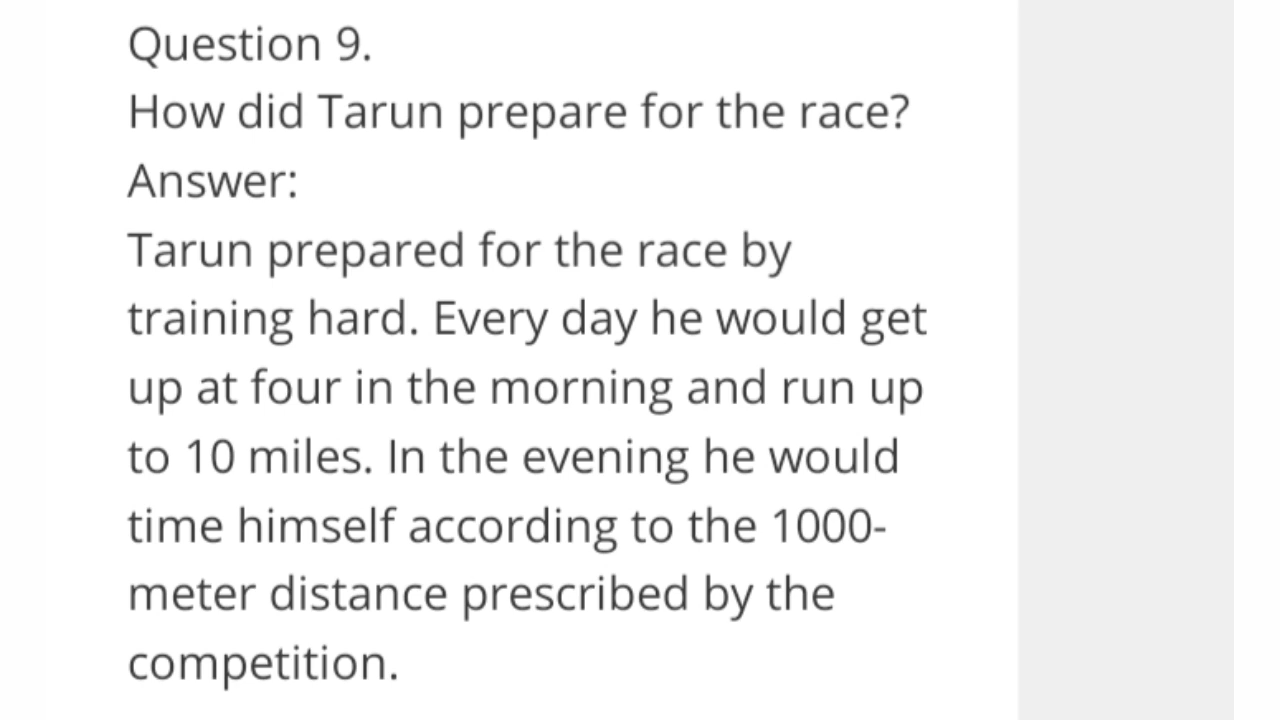 Question 9.
How did Tarun prepare for the race?
Answer:
Tarun prepared for the race by
training hard. Every day he would get
up at four in the morning and run up
to 10 miles. In the evening he would
time himself according to the 1000-
meter distance prescribed by the
competition.